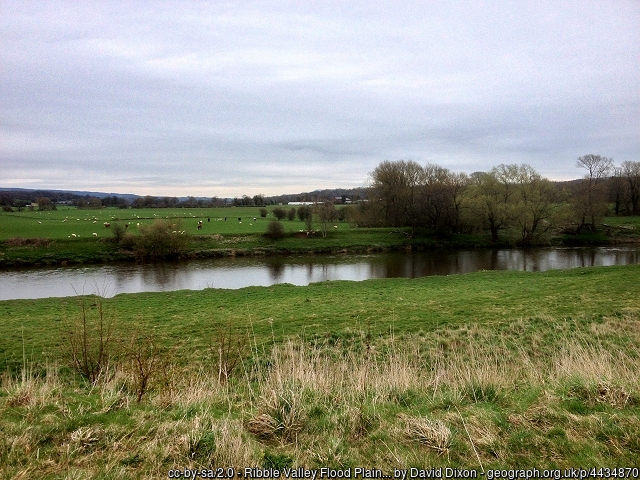 cc-by-sa/2.0 - Ribble Valley Flood Plain... by David Dixon - geograph.org.uk/p/4434870